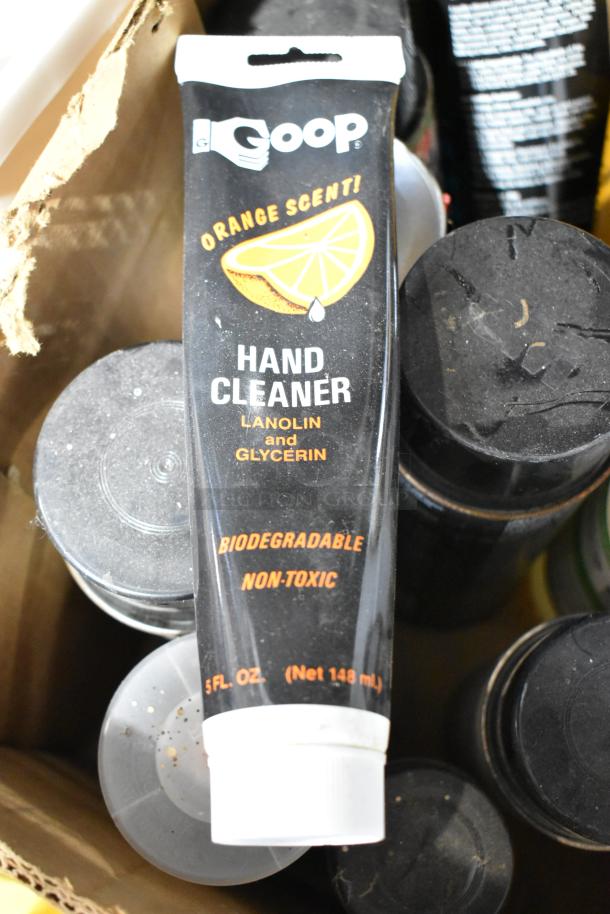 Goop
ORANGE SCENT!
HAND
CLEANER
LANOLIN
and
GLYCERIN
BIODEGRADABLE
NON-TOXIC
5 FL. OZ. (Net 148 mL)